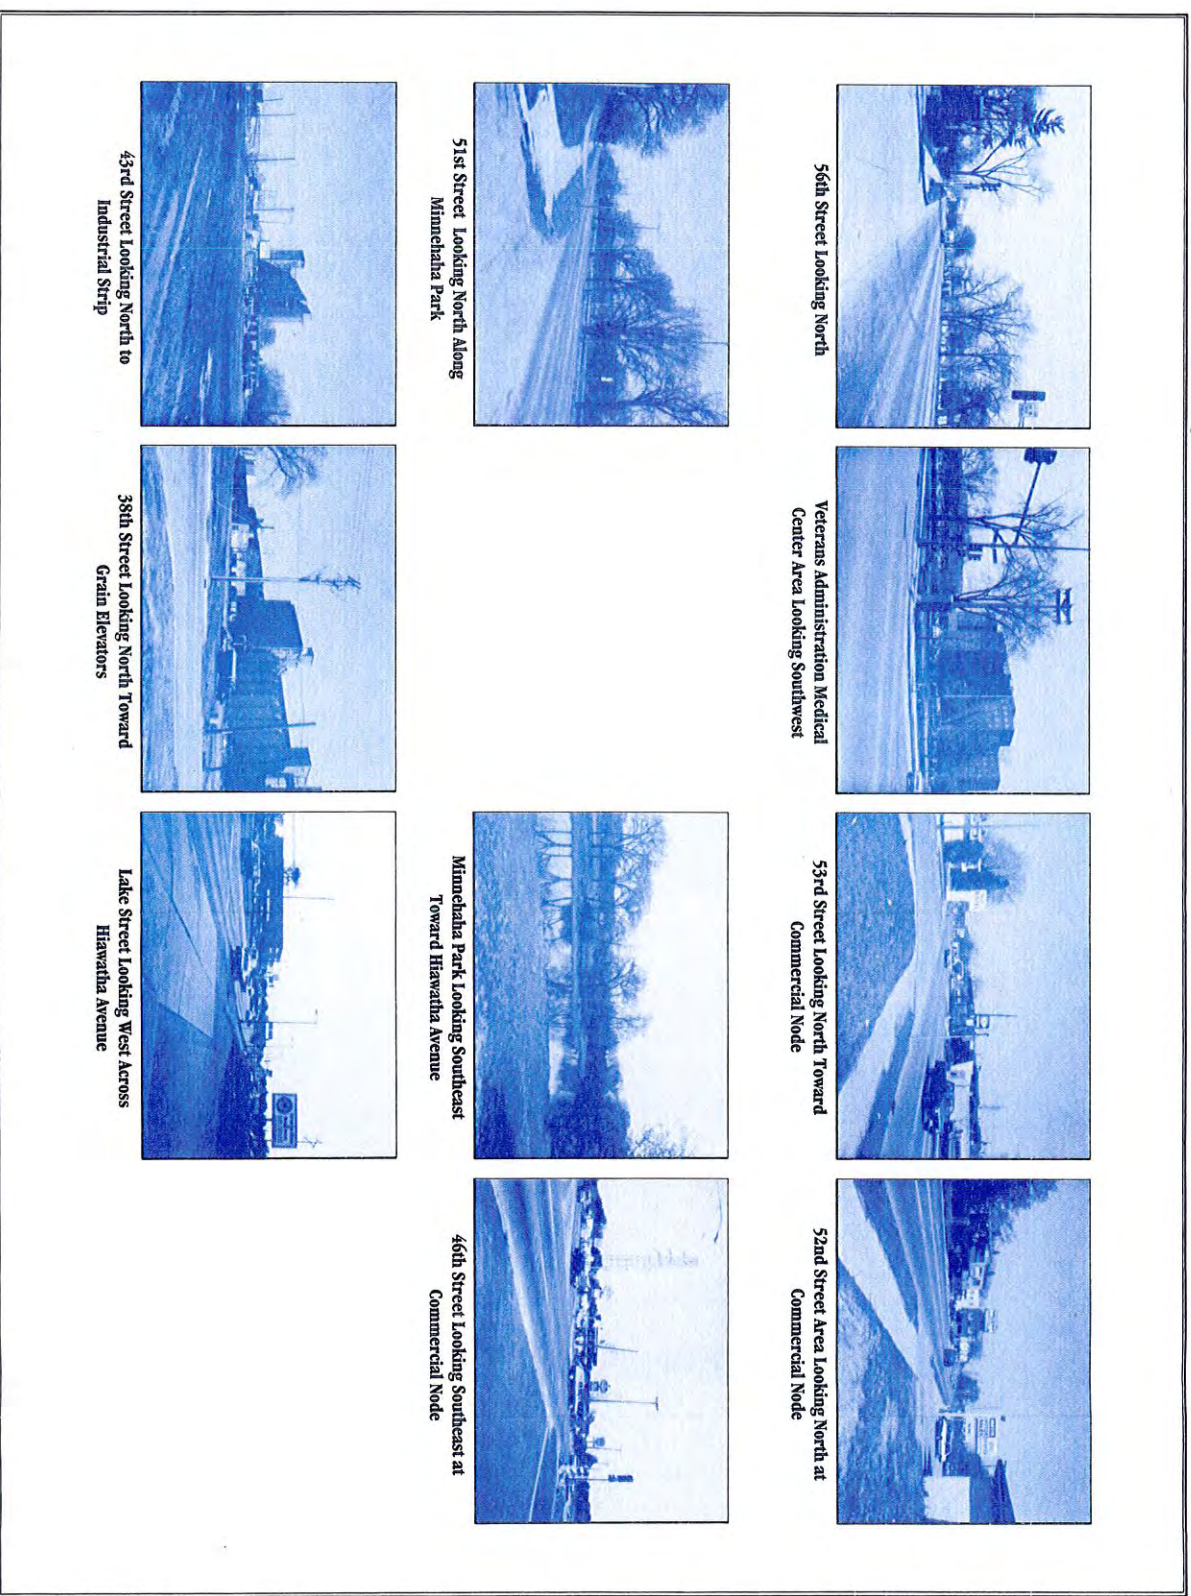 56th Street Looking North
Veterans Administration Medical
Center Area Looking Southwest
53rd Street Looking North Toward
Commercial Node
52nd Street Area Looking North at
Commercial Node
51st Street Looking North Along
Minnehaha Park
Minnehaha Park Looking Southeast
Toward Hiawatha Avenue
46th Street Looking Southeast at
Commercial Node
43rd Street Looking North to
Industrial Strip
38th Street Looking North Toward
Grain Elevators
Lake Street Looking West Across
Hiawatha Avenue